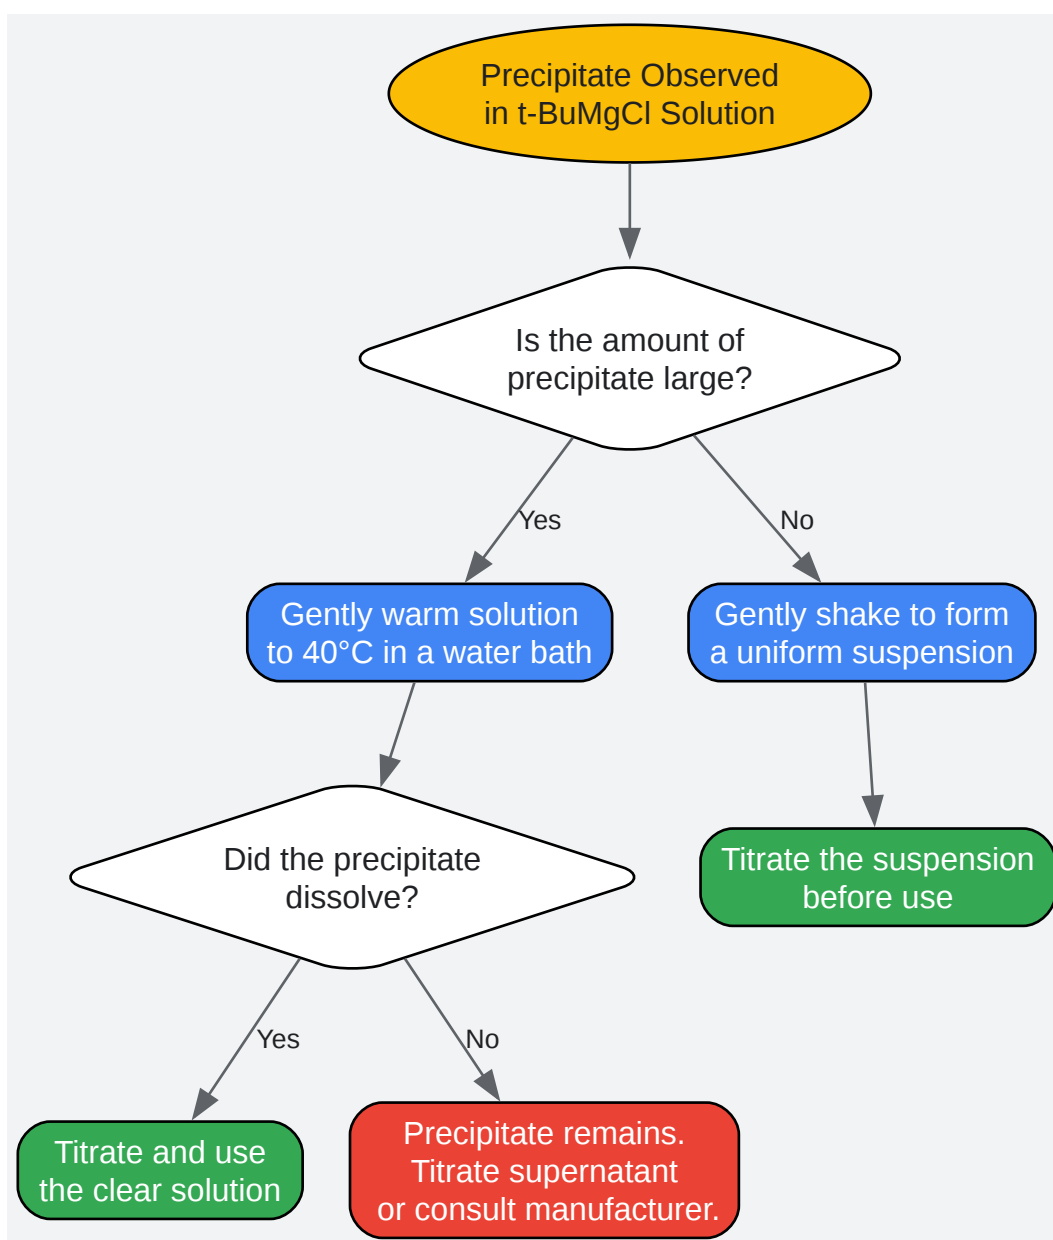 Precipitate Observed
in t-BuMgCl Solution
Is the amount of
precipitate large?
Yes
No
Gently warm solution
to 40°C in a water bath
Gently shake to form
a uniform suspension
Did the precipitate
dissolve?
Titrate the suspension
before use
Yes
No
Titrate and use
the clear solution
Precipitate remains.
Titrate supernatant
or consult manufacturer.